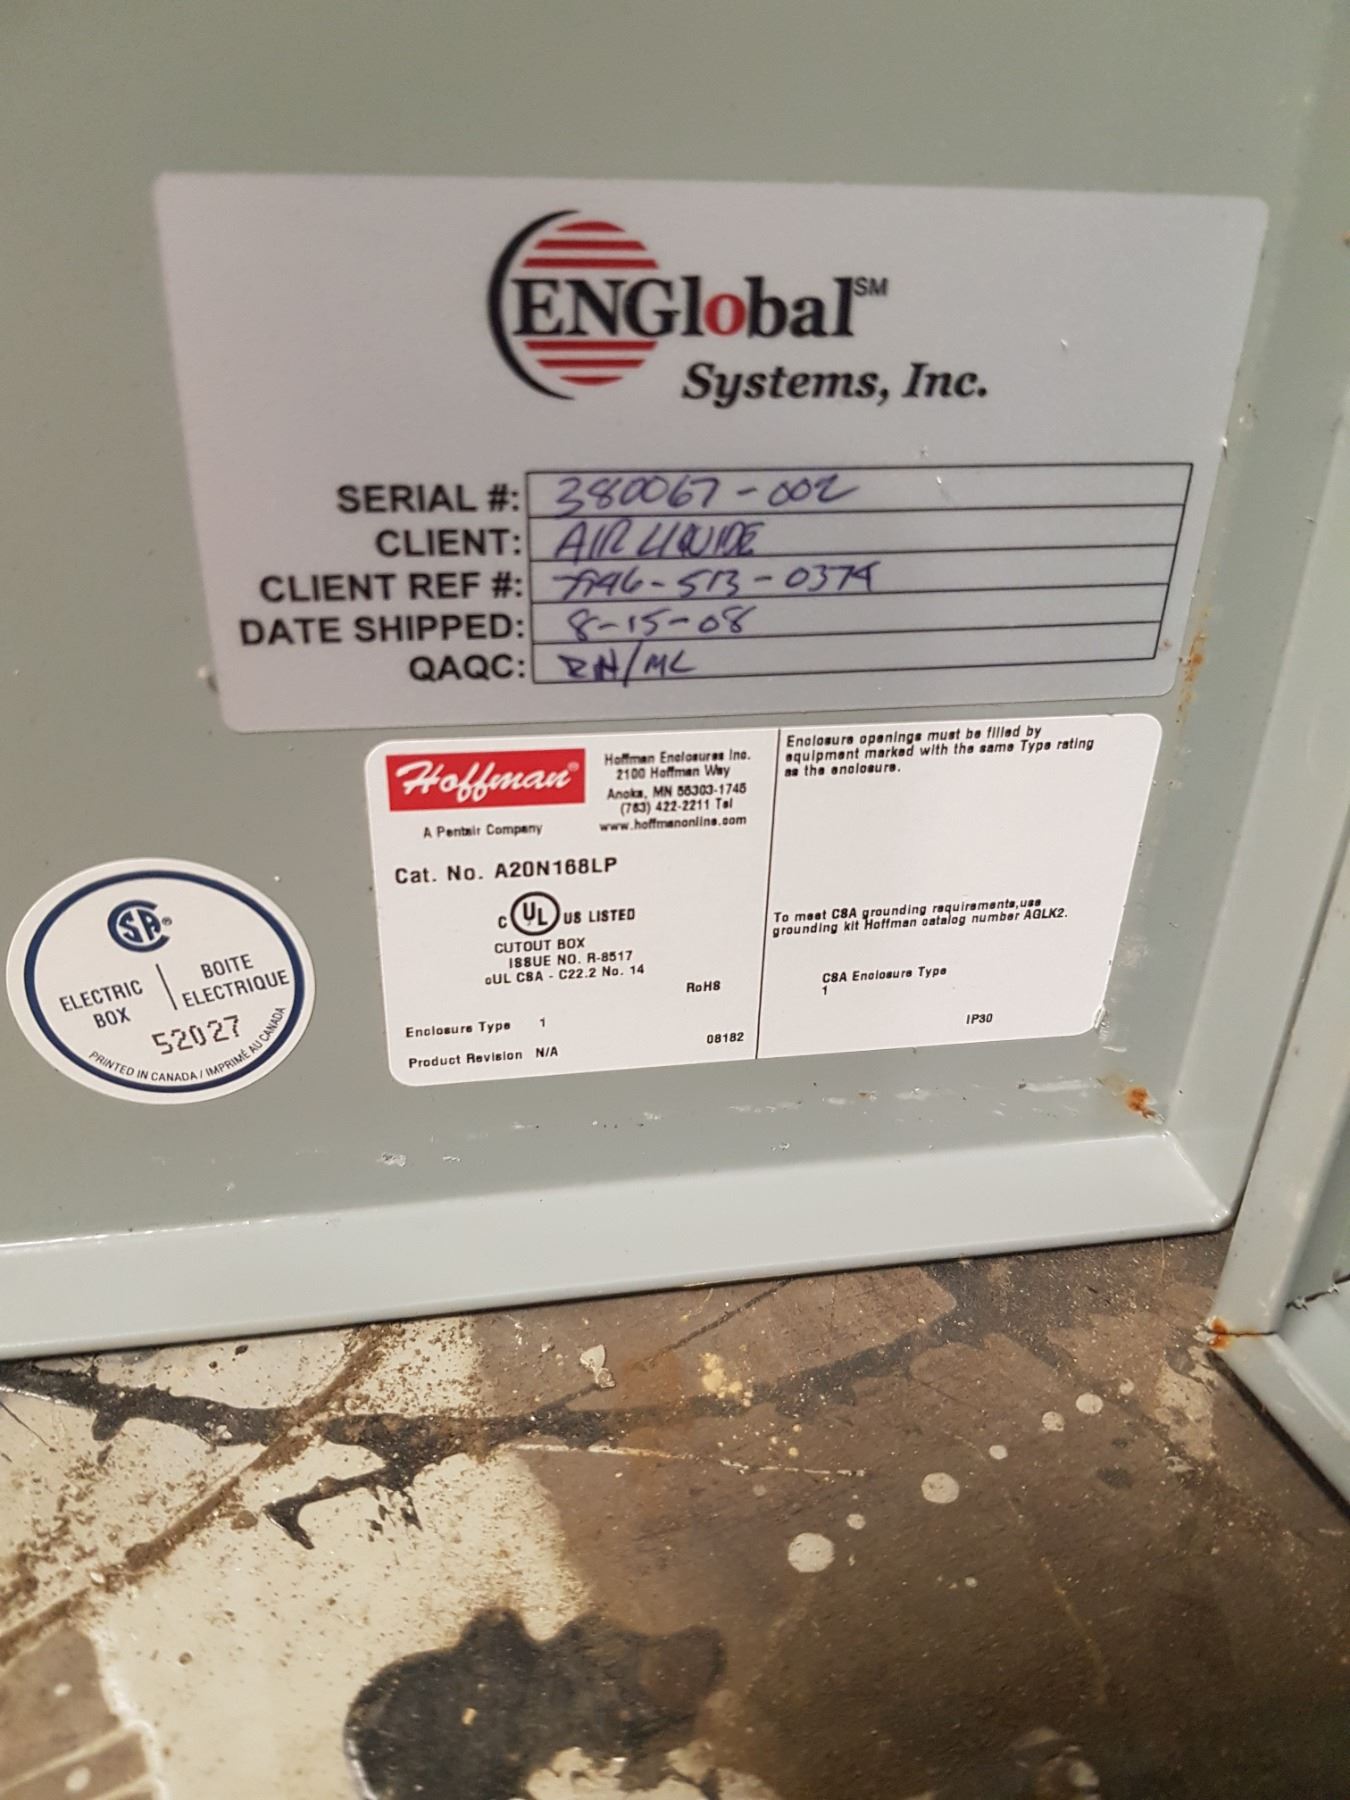 ENGlobal SM
Systems, Inc.
SERIAL #: 380067-002
CLIENT: AIR LIQUIDE
CLIENT REF #:
DATE SHIPPED: 8-15-08
QAQC: RH/ML
Hoffman®
A Pentair Company
Hoffman Enclosures Inc.
2100 Hoffman Way
Anoka, MN 55303-1745
(763) 422-2211 Tel
www.hoffmanonline.com
Cat. No. A20N168LP
c UL US LISTED
CUTOUT BOX
ISSUE NO. R-8517
cUL CSA - C22.2 No. 14
RoHS
Enclosure Type 1
Product Revision N/A
08182
Enclosure openings must be filled by
equipment marked with the same Type rating
as the enclosure.
To meet CSA grounding requirements,use
grounding kit Hoffman catalog number AGLK2.
CSA Enclosure Type
1
IP30
SA®
ELECTRIC
BOX
BOITE
ELECTRIQUE
52027
PRINTED IN CANADA / IMPRIMÉ AU CANADA